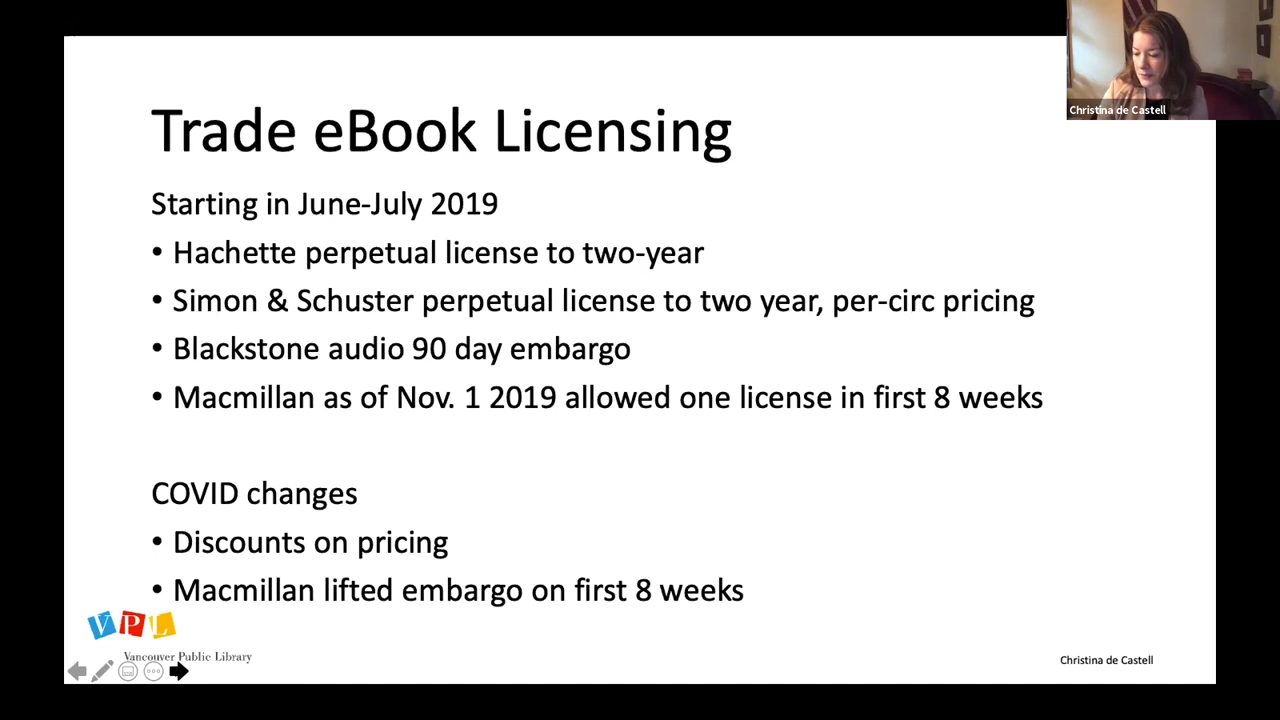 Christina de Castell
Trade eBook Licensing
Starting in June-July 2019
• Hachette perpetual license to two-year
• Simon & Schuster perpetual license to two year, per-circ pricing
• Blackstone audio 90 day embargo
• Macmillan as of Nov. 1 2019 allowed one license in first 8 weeks
COVID changes
• Discounts on pricing
• Macmillan lifted embargo on first 8 weeks
VPL
Vancouver Public Library
Christina de Castell